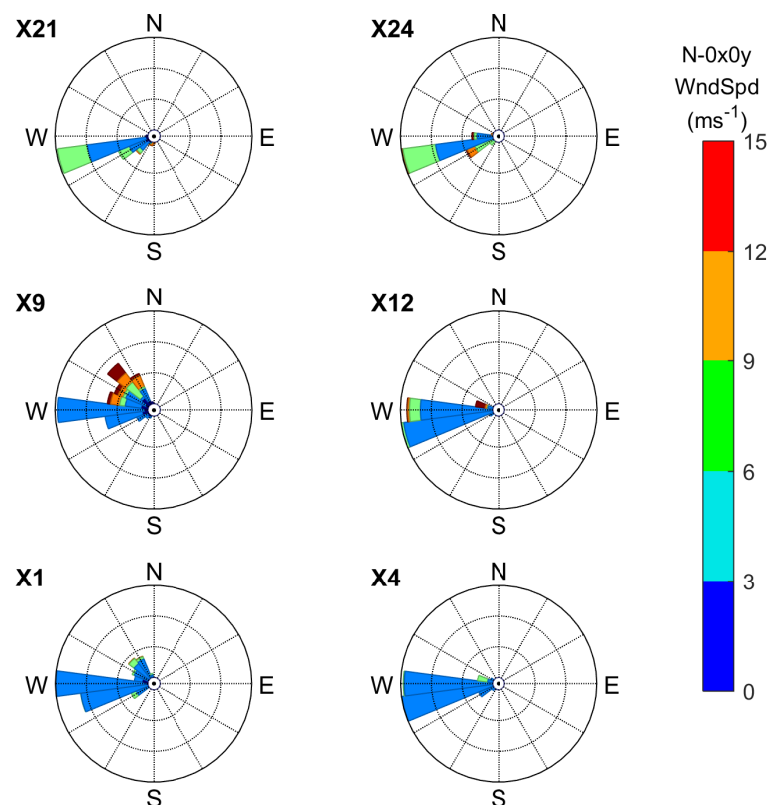 X21
N
W
E
S
X24
N
W
E
S
N-0x0y
WndSpd
(ms⁻¹)
15
12
9
6
3
0
X9
N
W
E
S
X12
N
W
E
S
X1
N
W
E
S
X4
N
W
E
S